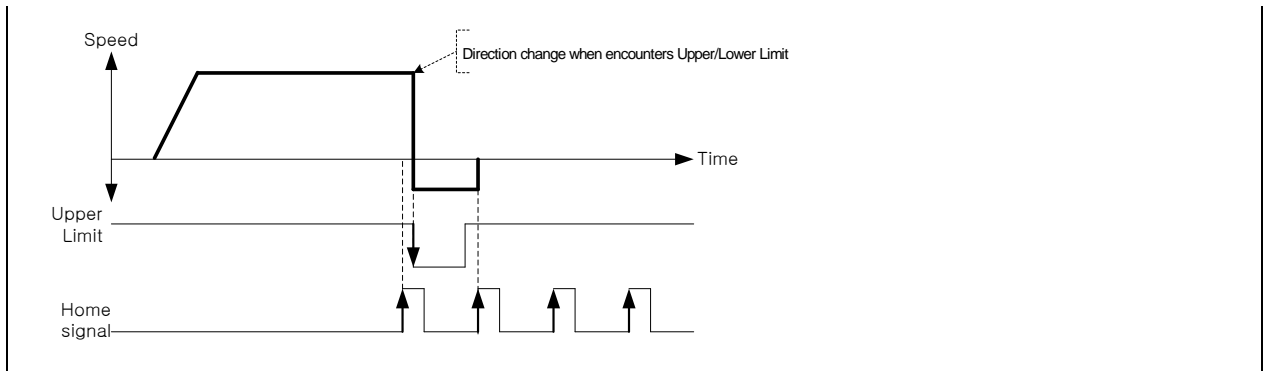 Speed
Direction change when encounters Upper/Lower Limit
Time
Upper
Limit
Home
signal